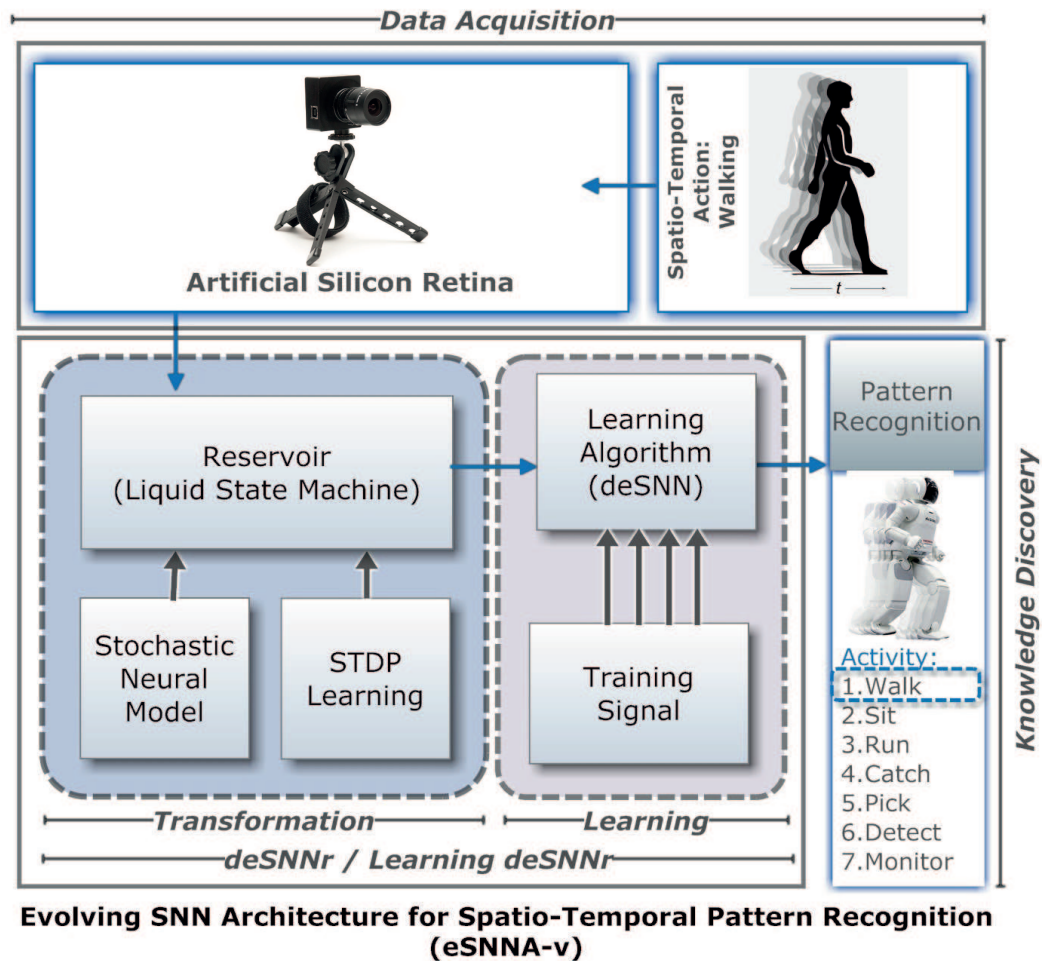 Data Acquisition
Artificial Silicon Retina
Spatio-Temporal
Action:
Walking
t
Reservoir
(Liquid State Machine)
Stochastic
Neural
Model
STDP
Learning
Transformation
Learning
Algorithm
(deSNN)
Training
Signal
Learning
deSNNr / Learning deSNNr
Pattern
Recognition
Activity:
1.Walk
2.Sit
3.Run
4.Catch
5.Pick
6.Detect
7.Monitor
Knowledge Discovery
Evolving SNN Architecture for Spatio-Temporal Pattern Recognition
(eSNNA-v)